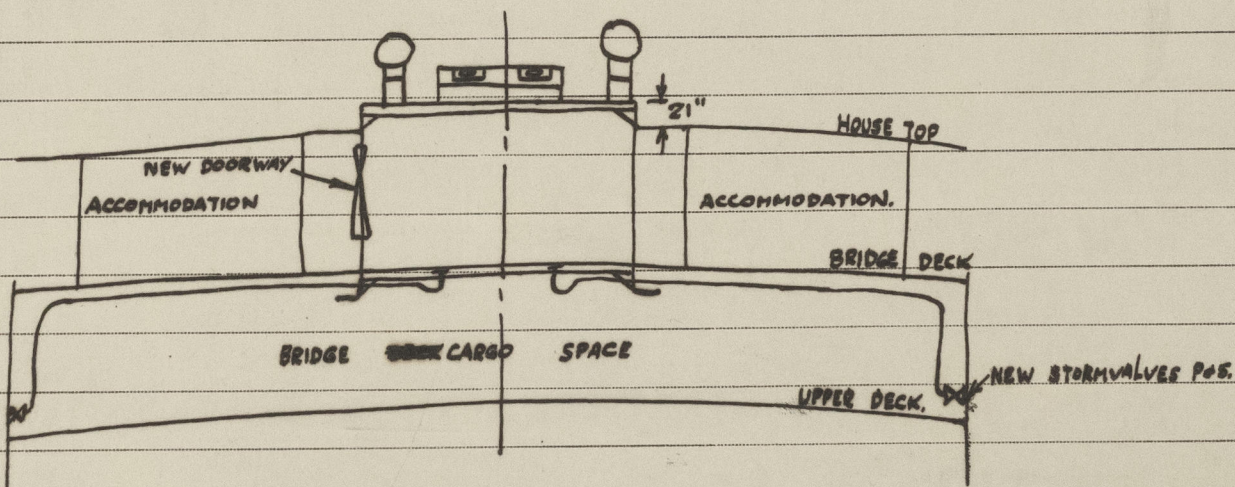 21"
HOUSE TOP
NEW DOORWAY
ACCOMMODATION
ACCOMMODATION.
BRIDGE DECK
BRIDGE CARGO SPACE
NEW STORMVALVES P&S.
UPPER DECK.